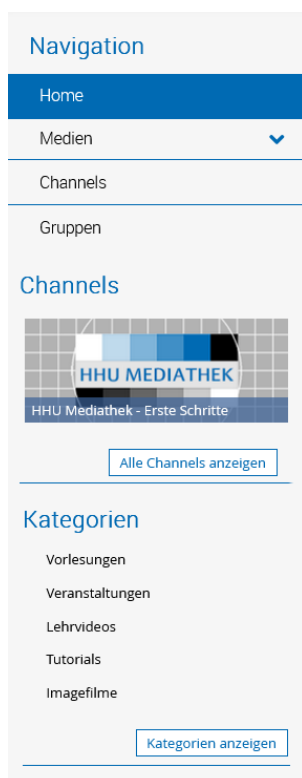 Navigation
Home
Medien
Channels
Gruppen
Channels
HHU MEDIATHEK
HHU Mediathek - Erste Schritte
Alle Channels anzeigen
Kategorien
Vorlesungen
Veranstaltungen
Lehrvideos
Tutorials
Imagefilme
Kategorien anzeigen